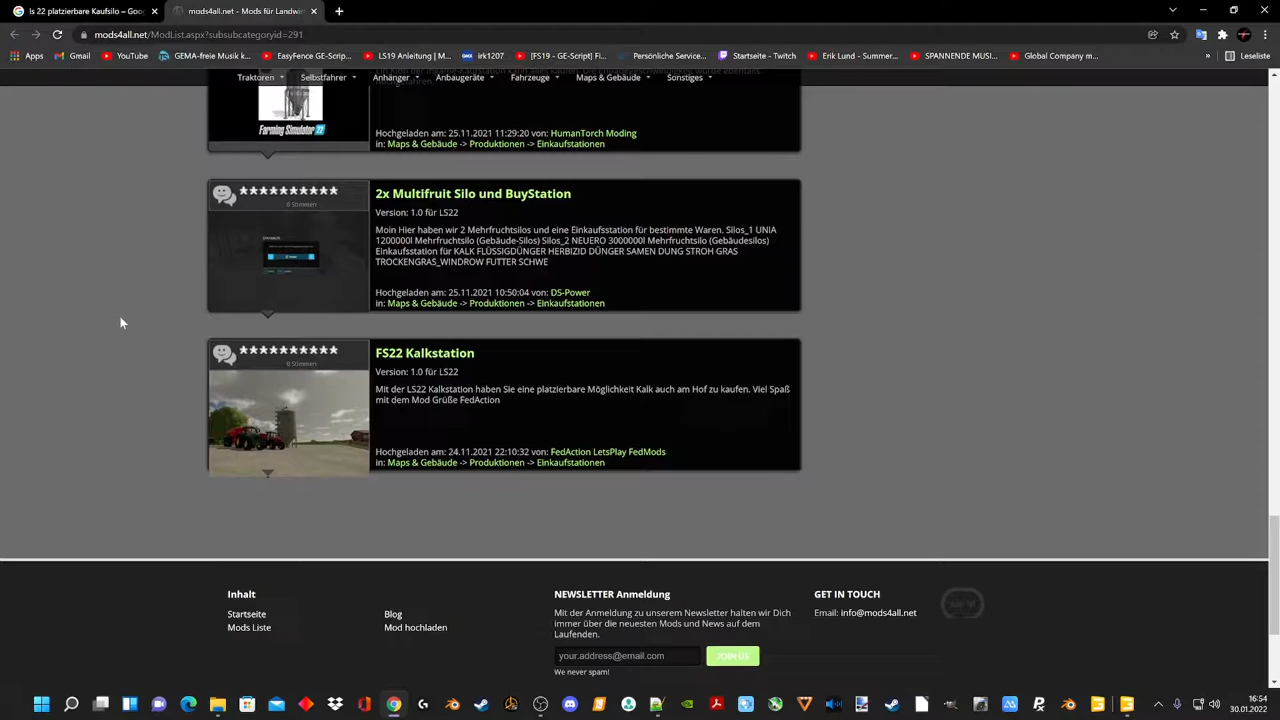 Is 22 platzierbare Kaufsilo – Goo
mods4all.net - Mods für Landwirt
mods4all.net/ModList.aspx?subsubcategoryid=291
Apps
Gmail
YouTube
GEMA-freie Musik k...
EasyFence GE-Scrip...
LS19 Anleitung | M...
irk1207
[FS19 - GE-Script] Fi...
Persönliche Service...
Startseite - Twitch
Erik Lund - Summer...
SPANNENDE MUSI...
Global Company m...
»
Leseliste
Traktoren
Selbstfahrer
Anhänger
Anbaugeräte
Fahrzeuge
Maps & Gebäude
Sonstiges
Farming Simulator 22
Hochgeladen am: 25.11.2021 11:29:20 von: HumanTorch Moding
in: Maps & Gebäude -> Produktionen -> Einkaufstationen
2x Multifruit Silo und BuyStation
6 Stimmen
Version: 1.0 für LS22
Moin Hier haben wir 2 Mehrfruchtsilos und eine Einkaufsstation für bestimmte Waren. Silos_1 UNIA
1200000l Mehrfruchtsilo (Gebäude-Silos) Silos_2 NEUERO 3000000l Mehrfruchtsilo (Gebäudesilos)
Einkaufsstation für KALK FLÜSSIGDÜNGER HERBIZID DÜNGER SAMEN DUNG STROH GRAS
TROCKENGRAS_WINDROW FUTTER SCHWE
Hochgeladen am: 25.11.2021 10:50:04 von: DS-Power
in: Maps & Gebäude -> Produktionen -> Einkaufstationen
FS22 Kalkstation
6 Stimmen
Version: 1.0 für LS22
Mit der LS22 Kalkstation haben Sie eine platzierbare Möglichkeit Kalk auch am Hof zu kaufen. Viel Spaß
mit dem Mod Grüße FedAction
Hochgeladen am: 24.11.2021 22:10:32 von: FedAction LetsPlay FedMods
in: Maps & Gebäude -> Produktionen -> Einkaufstationen
Inhalt
Startseite
Mods Liste
Blog
Mod hochladen
NEWSLETTER Anmeldung
Mit der Anmeldung zu unserem Newsletter halten wir Dich
immer über die neuesten Mods und News auf dem
Laufenden.
your.address@email.com
JOIN US
We never spam!
GET IN TOUCH
Email: info@mods4all.net
16:54
30.01.2022